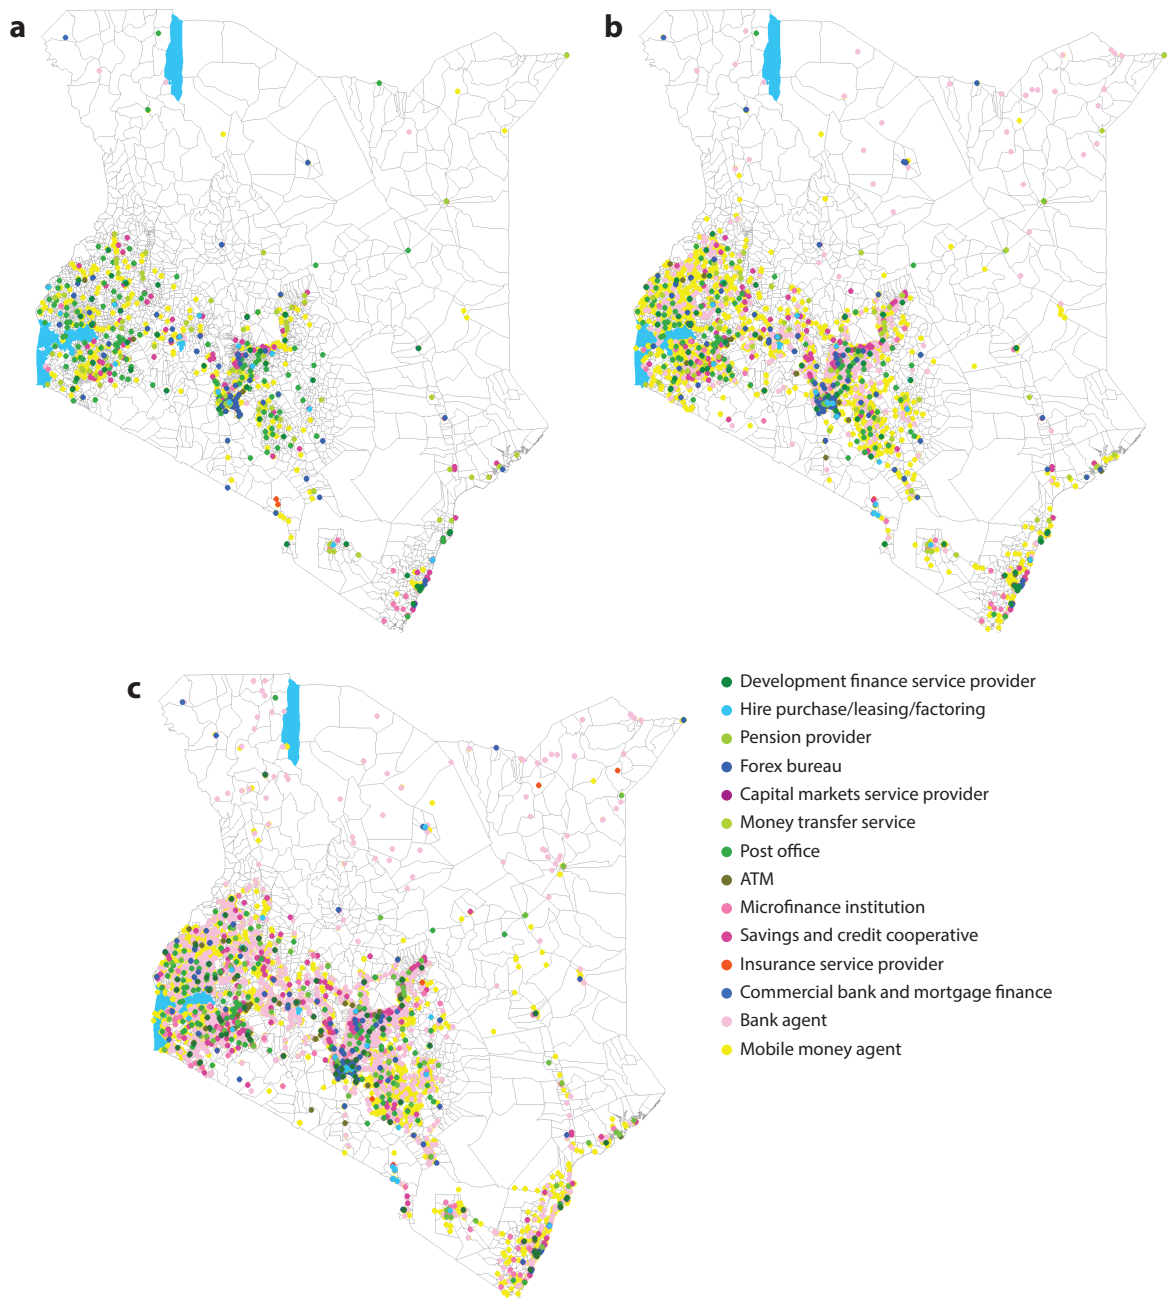 a
b
c
Development finance service provider
Hire purchase/leasing/factoring
Pension provider
Forex bureau
Capital markets service provider
Money transfer service
Post office
ATM
Microfinance institution
Savings and credit cooperative
Insurance service provider
Commercial bank and mortgage finance
Bank agent
Mobile money agent